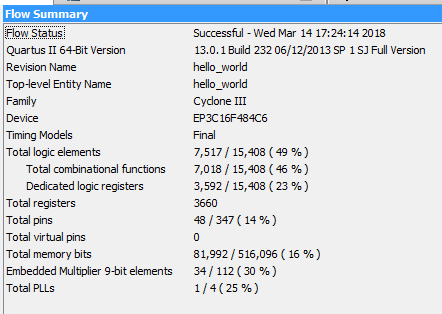 Flow Summary
Flow Status Successful - Wed Mar 14 17:24:14 2018
Quartus II 64-Bit Version 13.0.1 Build 232 06/12/2013 SP 1 SJ Full Version
Revision Name hello_world
Top-level Entity Name hello_world
Family Cyclone III
Device EP3C16F484C6
Timing Models Final
Total logic elements 7,517 / 15,408 ( 49 % )
Total combinational functions 7,018 / 15,408 ( 46 % )
Dedicated logic registers 3,592 / 15,408 ( 23 % )
Total registers 3660
Total pins 48 / 347 ( 14 % )
Total virtual pins 0
Total memory bits 81,992 / 516,096 ( 16 % )
Embedded Multiplier 9-bit elements 34 / 112 ( 30 % )
Total PLLs 1 / 4 ( 25 % )